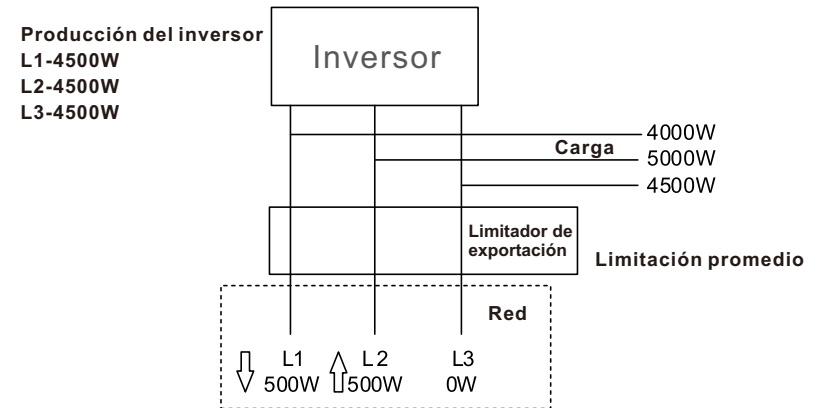 Producción del inversor
L1-4500W
L2-4500W
L3-4500W
Inversor
4000W
Carga
5000W
4500W
Limitador de
exportación
Limitación promedio
Red
L1 L2 L3
500W 500W 0W